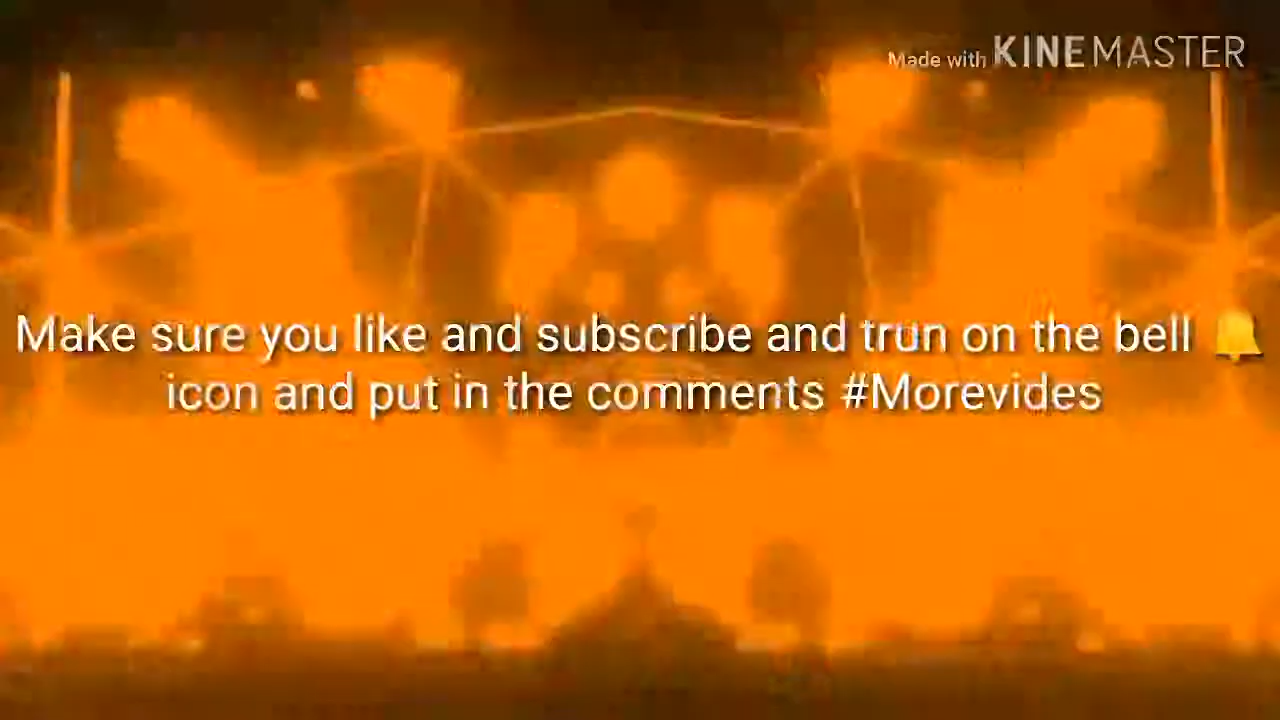 Made with KINEMASTER
Make sure you like and subscribe and trun on the bell 🔔
icon and put in the comments #Morevides